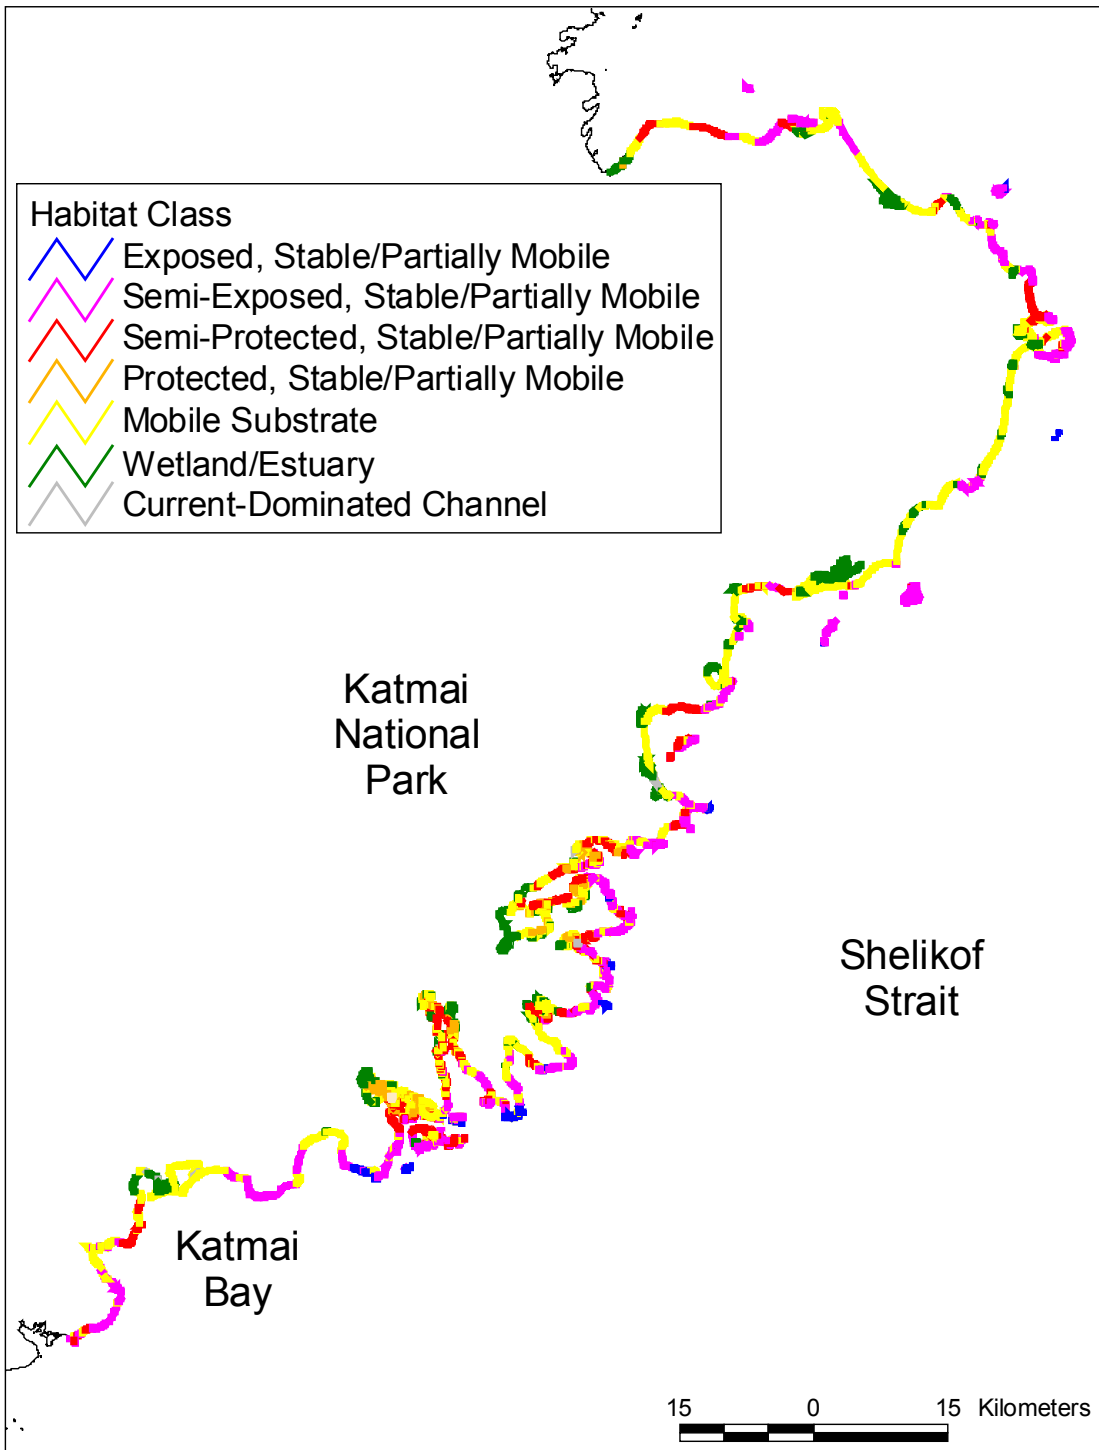 Habitat Class
Exposed, Stable/Partially Mobile
Semi-Exposed, Stable/Partially Mobile
Semi-Protected, Stable/Partially Mobile
Protected, Stable/Partially Mobile
Mobile Substrate
Wetland/Estuary
Current-Dominated Channel
Katmai
National
Park
Shelikof
Strait
Katmai
Bay
15 0 15 Kilometers